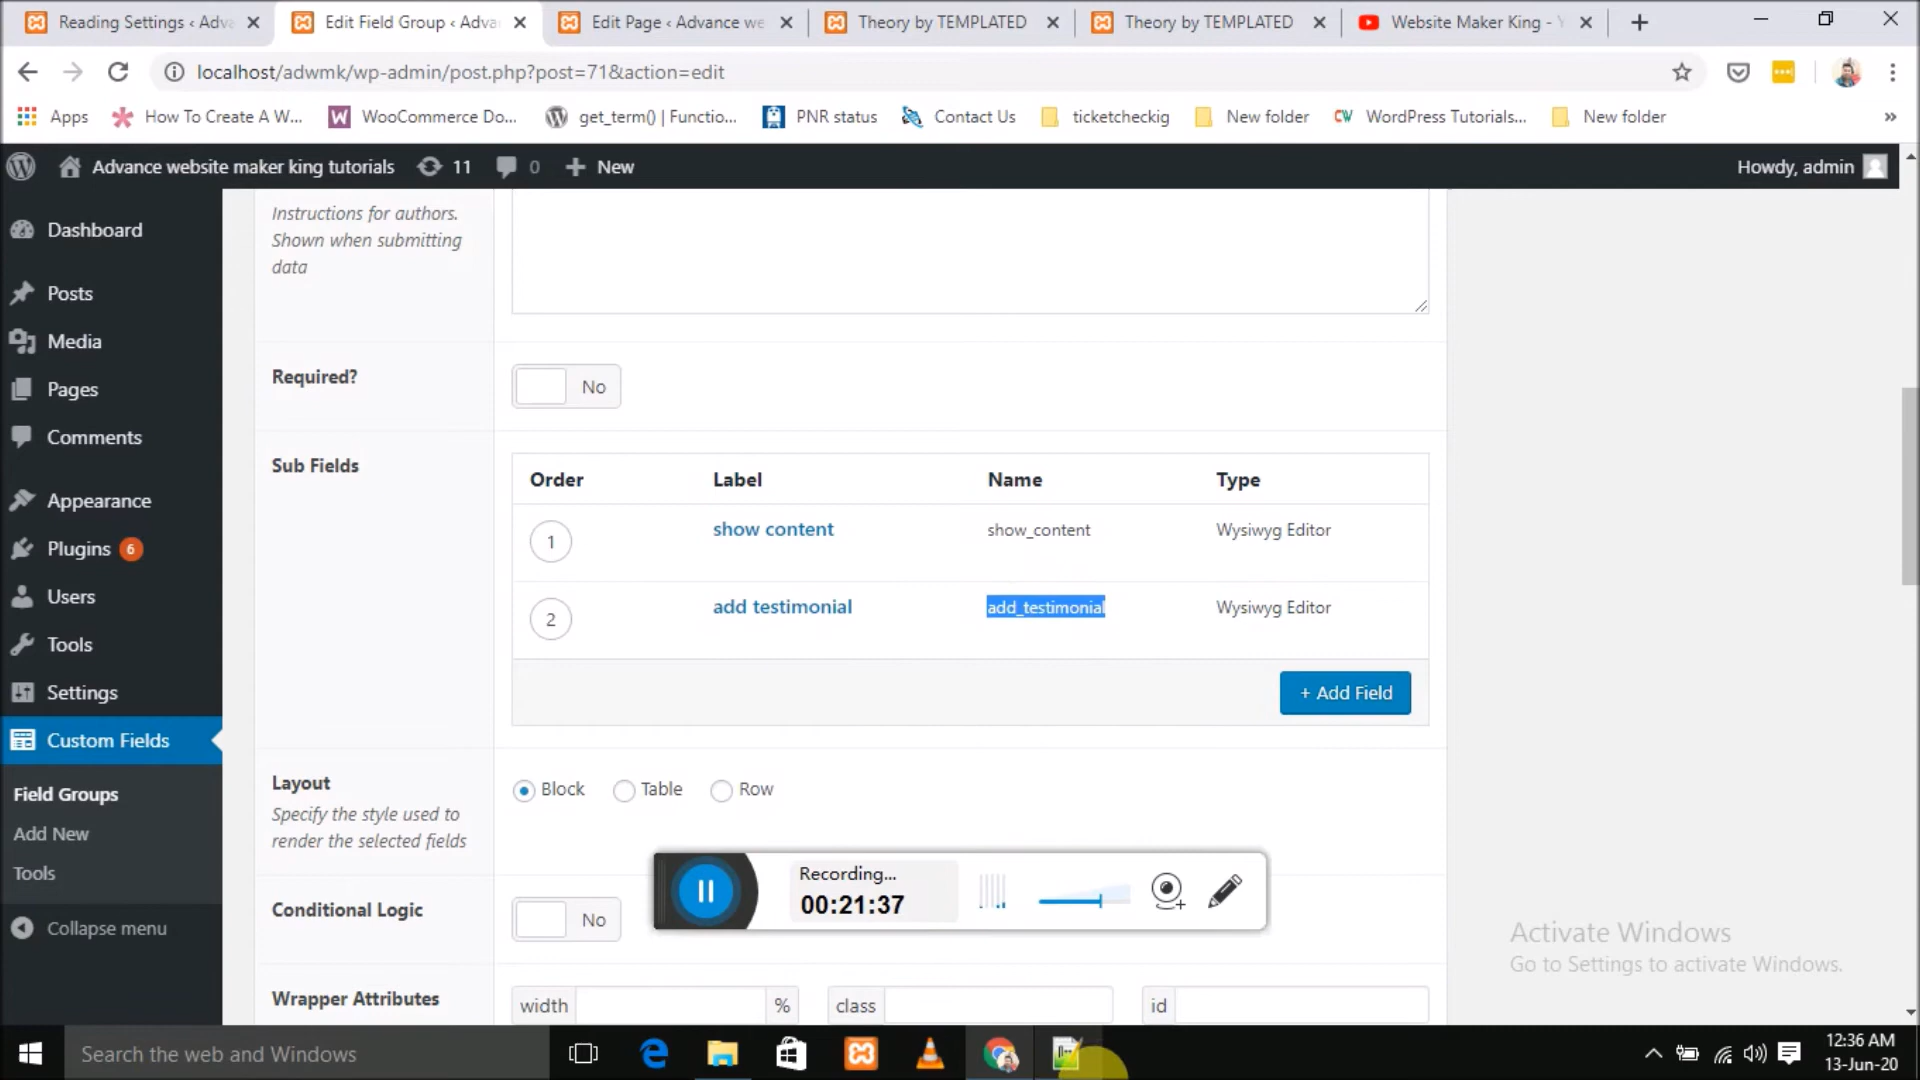 Reading Settings ‹ Adva
Edit Field Group ‹ Adva
Edit Page ‹ Advance we
Theory by TEMPLATED
Theory by TEMPLATED
Website Maker King - Y
localhost/adwmk/wp-admin/post.php?post=71&action=edit
Apps
How To Create A W...
WooCommerce Do...
get_term() | Functio...
PNR status
Contact Us
ticketcheckig
New folder
WordPress Tutorials...
New folder
Advance website maker king tutorials
11
0
New
Howdy, admin
Dashboard
Posts
Media
Pages
Comments
Appearance
Plugins 6
Users
Tools
Settings
Custom Fields
Field Groups
Add New
Tools
Collapse menu
Instructions for authors.
Shown when submitting
data
Required?
No
Sub Fields
Order Label Name Type
1 show content show_content Wysiwyg Editor
2 add testimonial add_testimonial Wysiwyg Editor
+ Add Field
Layout
Specify the style used to
render the selected fields
Block Table Row
Conditional Logic
No
Recording...
00:21:37
Wrapper Attributes
width % class id
Activate Windows
Go to Settings to activate Windows.
Search the web and Windows
12:36 AM
13-Jun-20